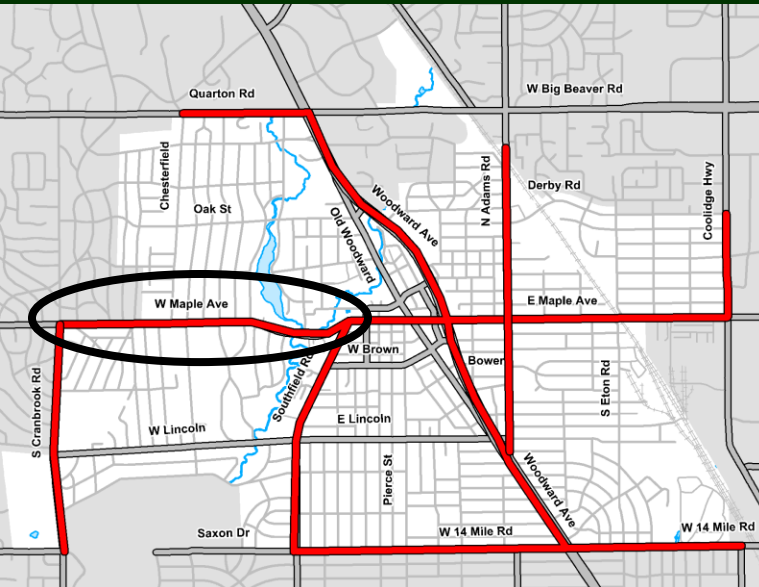 Quarton Rd
W Big Beaver Rd
Chesterfield
N Adams Rd
Derby Rd
Coolidge Hwy
Oak St
Woodward Ave
Old Woodward
W Maple Ave
E Maple Ave
W Brown
Bower
Southfield Rd
S Cranbrook Rd
S Eton Rd
E Lincoln
W Lincoln
Pierce St
Woodward Ave
Saxon Dr
W 14 Mile Rd
W 14 Mile Rd